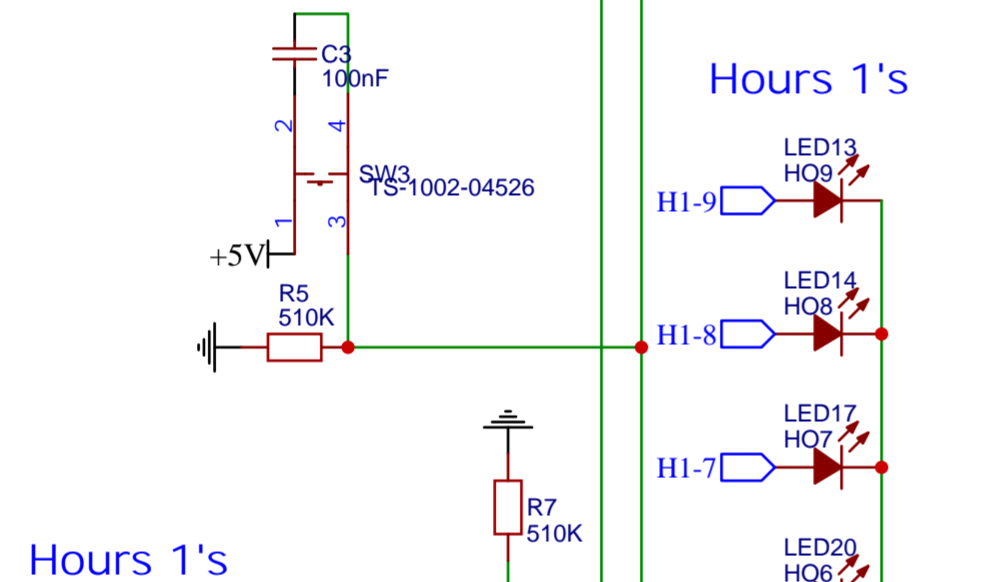 C3
100nF
2
4
SW3
TS-1002-04526
1
3
+5V
R5
510K
R7
510K
Hours 1's
Hours 1's
LED13
HO9
H1-9
LED14
HO8
H1-8
LED17
HO7
H1-7
LED20
HO6